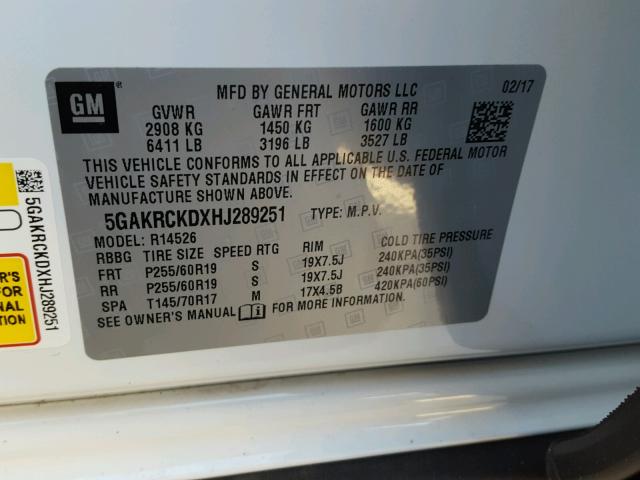 GM
MFD BY GENERAL MOTORS LLC 02/17
GVWR GAWR FRT GAWR RR
2908 KG 1450 KG 1600 KG
6411 LB 3196 LB 3527 LB
THIS VEHICLE CONFORMS TO ALL APPLICABLE U.S. FEDERAL MOTOR
VEHICLE SAFETY STANDARDS IN EFFECT ON THE DATE OF
MANUFACTURE SHOWN ABOVE.
5GAKRCKDXHJ289251 TYPE: M.P.V.
MODEL: R14526
RBBG TIRE SIZE SPEED RTG RIM COLD TIRE PRESSURE
FRT P255/60R19 S 19X7.5J 240KPA(35PSI)
RR P255/60R19 S 19X7.5J 240KPA(35PSI)
SPA T145/70R17 M 17X4.5B 420KPA(60PSI)
SEE OWNER'S MANUAL FOR ADDITIONAL INFORMATION.
5GAKRCKDXHJ289251
FOR